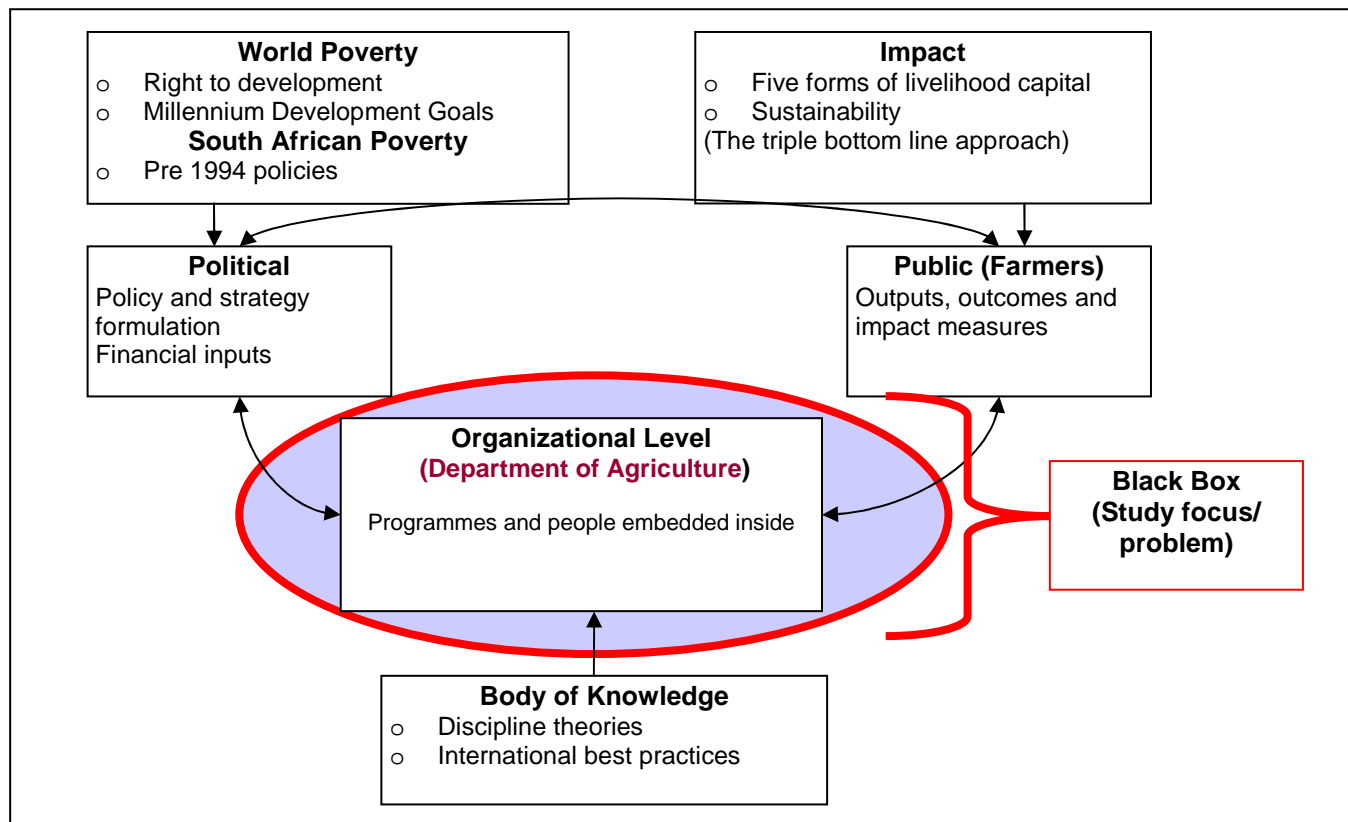 World Poverty
o Right to development
o Millennium Development Goals
South African Poverty
o Pre 1994 policies
Impact
o Five forms of livelihood capital
o Sustainability
(The triple bottom line approach)
Political
Policy and strategy
formulation
Financial inputs
Public (Farmers)
Outputs, outcomes and
impact measures
Organizational Level
(Department of Agriculture)
Programmes and people embedded inside
Black Box
(Study focus/
problem)
Body of Knowledge
o Discipline theories
o International best practices